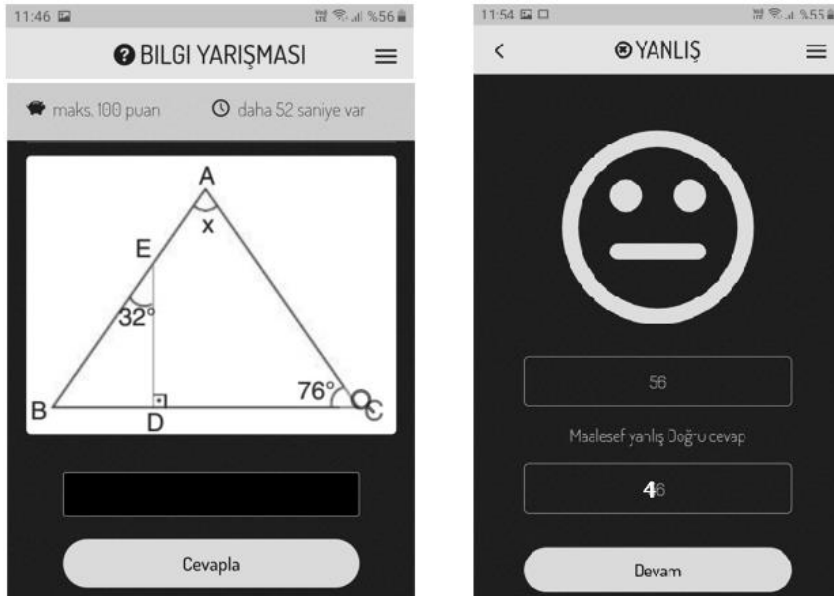 11:46 %56
BILGI YARIŞMASI
maks. 100 puan daha 52 saniye var
A
x
E
32°
76°
B
D
C
Cevapla
11:54 %55
YANLIŞ
56
Maalesef yanlış Doğru cevap
46
Devam